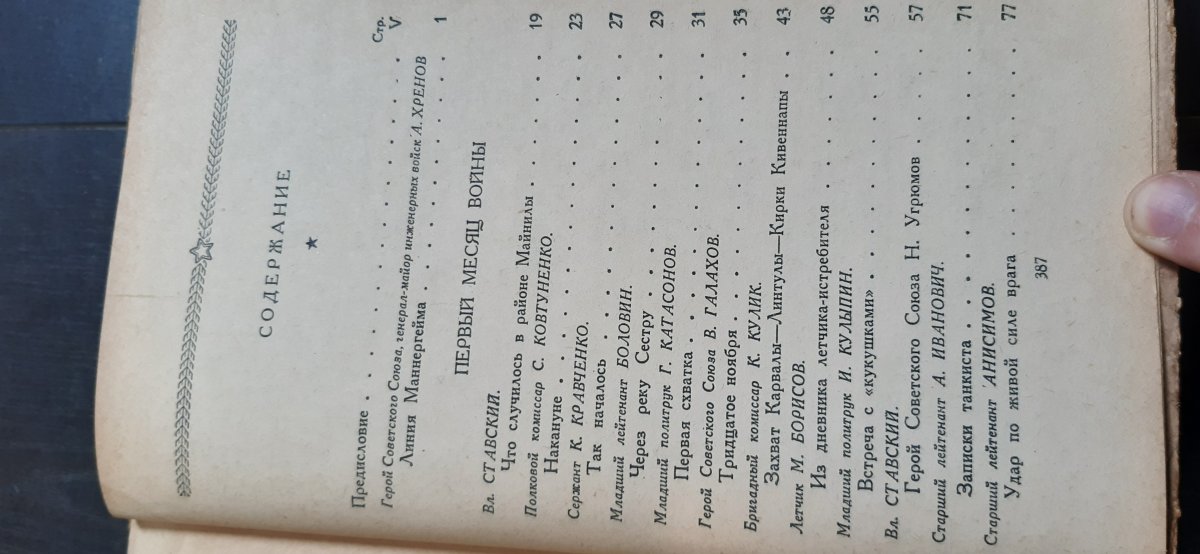 СОДЕРЖАНИЕ
Стр.
Предисловие . . . . . . . . . . . . V
Герой Советского Союза, генерал-майор инженерных войск А. ХРЕНОВ
Линия Маннергейма . . . . . . . . . 1
ПЕРВЫЙ МЕСЯЦ ВОЙНЫ
Вл. СТАВСКИЙ.
Что случилось в районе Майнилы . . . . . . 19
Полковой комиссар С. КОВТУНЕНКО.
Накануне . . . . . . . . . . . . 23
Сержант К. КРАВЧЕНКО.
Так началось . . . . . . . . . . . 27
Младший лейтенант БОЛОВИН.
Через реку Сестру . . . . . . . . . 29
Младший политрук Г. КАТАСОНОВ.
Первая схватка . . . . . . . . . . 31
Герой Советского Союза В. ГАЛАХОВ.
Тридцатое ноября . . . . . . . . . 35
Бригадный комиссар К. КУЛИК.
Захват Карвалы—Линтулы—Кирки Кивеннапы . . 43
Летчик М. БОРИСОВ.
Из дневника летчика-истребителя . . . . . . 48
Младший политрук И. КУЛЫПИН.
Встреча с «кукушками» . . . . . . . . 55
Вл. СТАВСКИЙ.
Герой Советского Союза Н. Угрюмов . . . . 57
Старший лейтенант А. ИВАНОВИЧ.
Записки танкиста . . . . . . . . . 71
Старший лейтенант АНИСИМОВ.
Удар по живой силе врага . . . . . . . 77
387